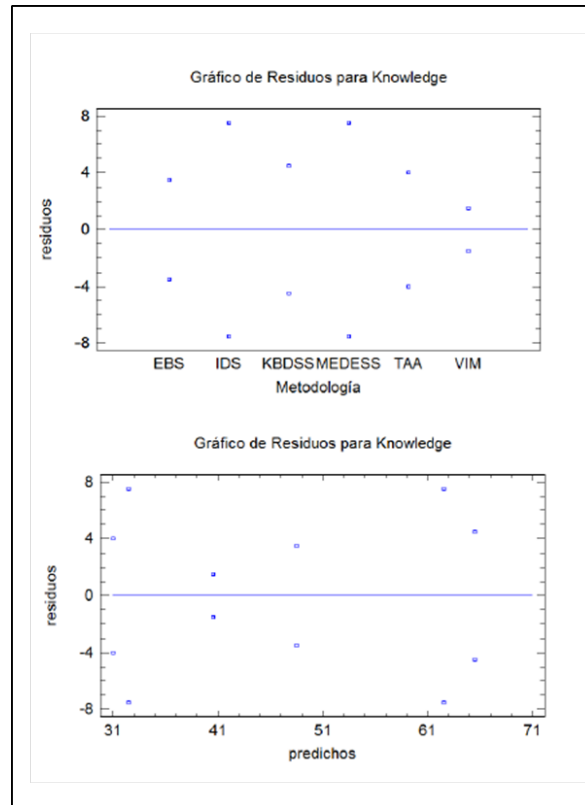 Gráfico de Residuos para Knowledge
8
4
0
-4
-8
residuos
EBS IDS KBDSS MEDESS TAA VIM
Metodología
Gráfico de Residuos para Knowledge
8
4
0
-4
-8
residuos
31 41 51 61 71
predichos